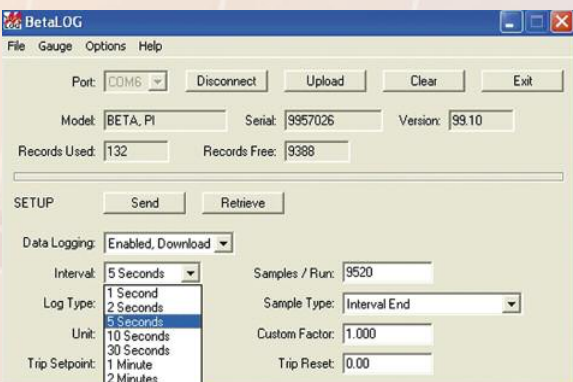 BetaLOG
File Gauge Options Help
Port: COM6 Disconnect Upload Clear Exit
Model: BETA, PI Serial: 9957026 Version: 99.10
Records Used: 132 Records Free: 9388
SETUP Send Retrieve
Data Logging: Enabled, Download
Interval: 5 Seconds Samples / Run: 9520
1 Second
Log Type: 2 Seconds Sample Type: Interval End
5 Seconds
Unit: 10 Seconds Custom Factor: 1.000
30 Seconds
Trip Setpoint: 1 Minute Trip Reset: 0.00
2 Minutes